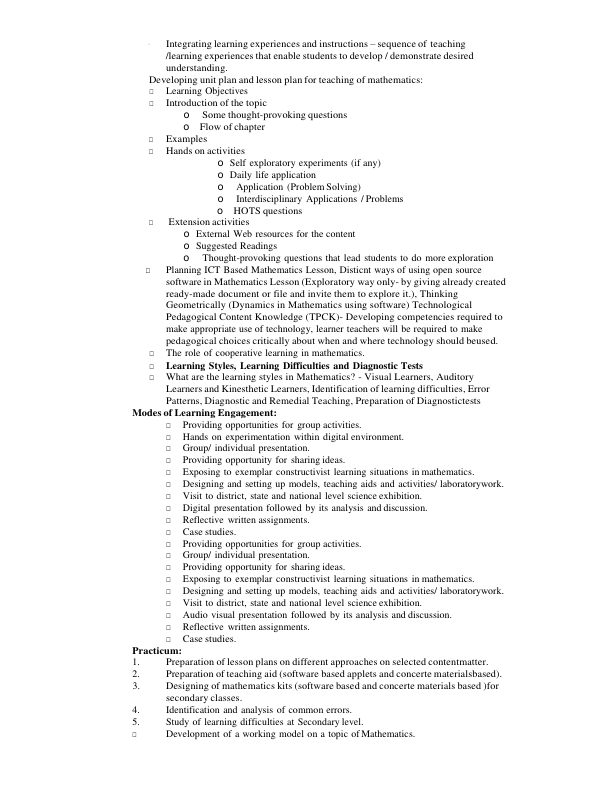 Integrating learning experiences and instructions – sequence of teaching
/learning experiences that enable students to develop / demonstrate desired
understanding.
Developing unit plan and lesson plan for teaching of mathematics:
□ Learning Objectives
□ Introduction of the topic
o Some thought-provoking questions
o Flow of chapter
□ Examples
□ Hands on activities
o Self exploratory experiments (if any)
o Daily life application
o Application (Problem Solving)
o Interdisciplinary Applications / Problems
o HOTS questions
□ Extension activities
o External Web resources for the content
o Suggested Readings
o Thought-provoking questions that lead students to do more exploration
□ Planning ICT Based Mathematics Lesson, Disticnt ways of using open source
software in Mathematics Lesson (Exploratory way only- by giving already created
ready-made document or file and invite them to explore it.), Thinking
Geometrically (Dynamics in Mathematics using software) Technological
Pedagogical Content Knowledge (TPCK)- Developing competencies required to
make appropriate use of technology, learner teachers will be required to make
pedagogical choices critically about when and where technology should beused.
□ The role of cooperative learning in mathematics.
□ Learning Styles, Learning Difficulties and Diagnostic Tests
□ What are the learning styles in Mathematics? - Visual Learners, Auditory
Learners and Kinesthetic Learners, Identification of learning difficulties, Error
Patterns, Diagnostic and Remedial Teaching, Preparation of Diagnostictests
Modes of Learning Engagement:
□ Providing opportunities for group activities.
□ Hands on experimentation within digital environment.
□ Group/ individual presentation.
□ Providing opportunity for sharing ideas.
□ Exposing to exemplar constructivist learning situations in mathematics.
□ Designing and setting up models, teaching aids and activities/ laboratorywork.
□ Visit to district, state and national level science exhibition.
□ Digital presentation followed by its analysis and discussion.
□ Reflective written assignments.
□ Case studies.
□ Providing opportunities for group activities.
□ Group/ individual presentation.
□ Providing opportunity for sharing ideas.
□ Exposing to exemplar constructivist learning situations in mathematics.
□ Designing and setting up models, teaching aids and activities/ laboratorywork.
□ Visit to district, state and national level science exhibition.
□ Audio visual presentation followed by its analysis and discussion.
□ Reflective written assignments.
□ Case studies.
Practicum:
1. Preparation of lesson plans on different approaches on selected contentmatter.
2. Preparation of teaching aid (software based applets and concerte materialsbased).
3. Designing of mathematics kits (software based and concerte materials based )for
secondary classes.
4. Identification and analysis of common errors.
5. Study of learning difficulties at Secondary level.
□ Development of a working model on a topic of Mathematics.